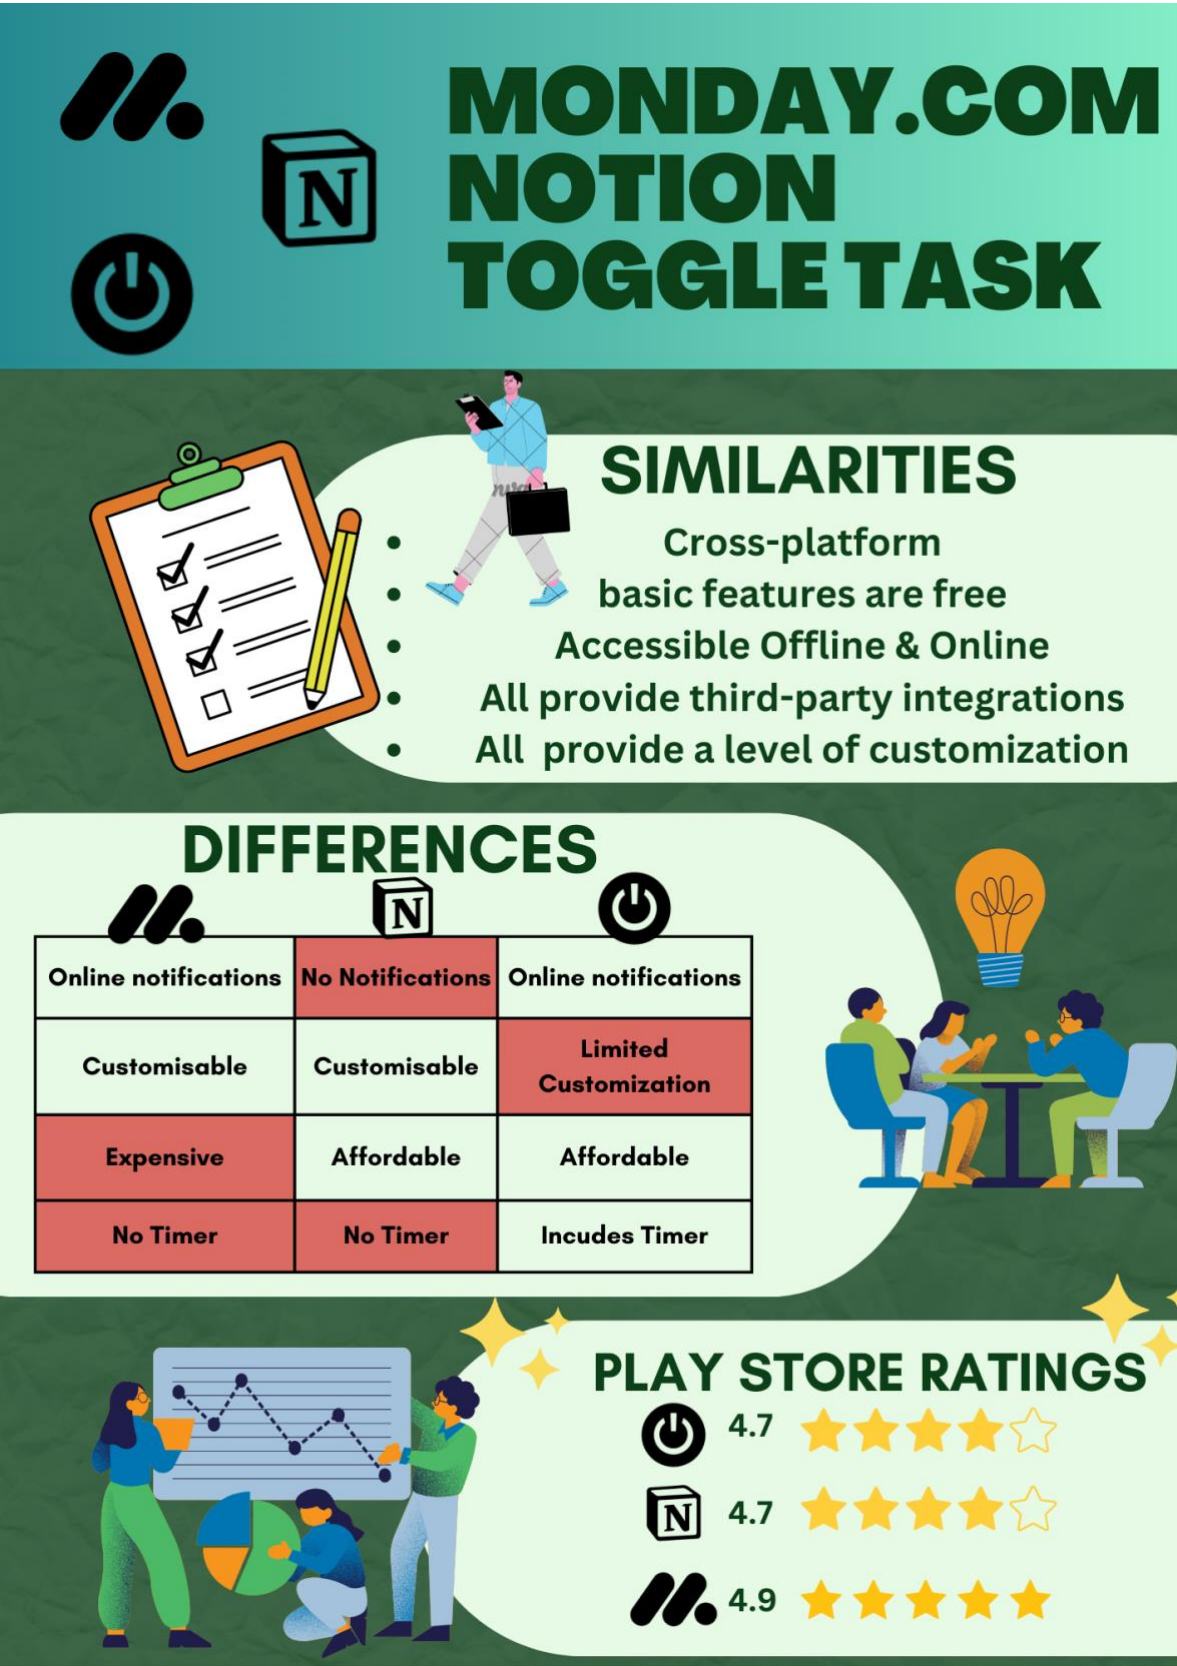 MONDAY.COM
NOTION
TOGGLE TASK
N
SIMILARITIES
Cross-platform
basic features are free
Accessible Offline & Online
All provide third-party integrations
All provide a level of customization
DIFFERENCES
N
Online notifications
No Notifications
Online notifications
Customisable
Customisable
Limited
Customization
Expensive
Affordable
Affordable
No Timer
No Timer
Incudes Timer
PLAY STORE RATINGS
4.7
N
4.7
4.9